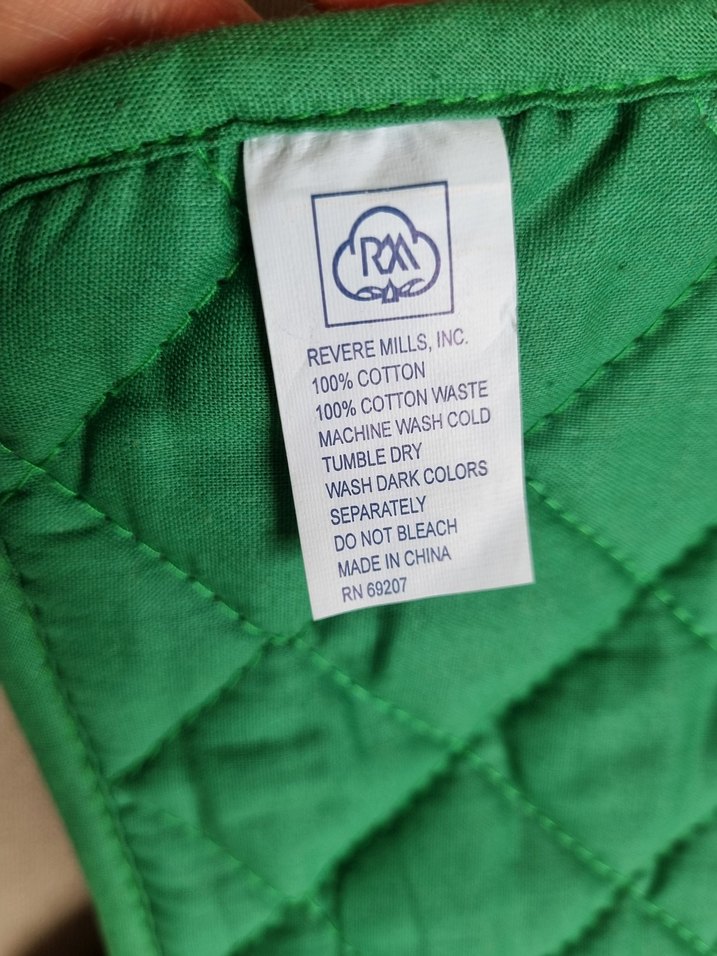 RM
REVERE MILLS, INC.
100% COTTON
100% COTTON WASTE
MACHINE WASH COLD
TUMBLE DRY
WASH DARK COLORS
SEPARATELY
DO NOT BLEACH
MADE IN CHINA
RN 69207